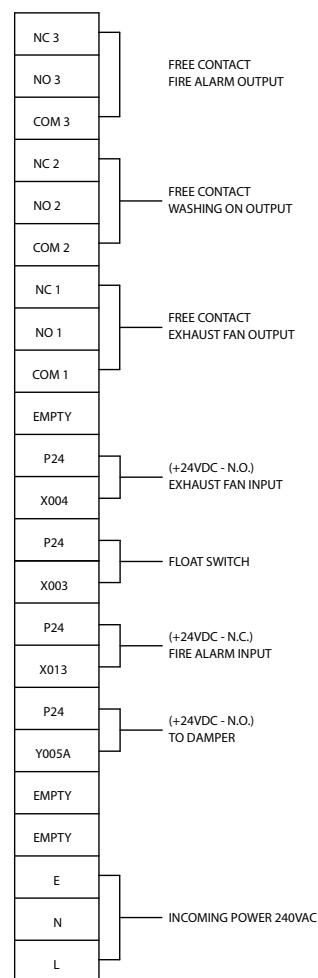 NC 3
NO 3
COM 3
FREE CONTACT
FIRE ALARM OUTPUT
NC 2
NO 2
COM 2
FREE CONTACT
WASHING ON OUTPUT
NC 1
NO 1
COM 1
FREE CONTACT
EXHAUST FAN OUTPUT
EMPTY
P24
X004
(+24VDC - N.O.)
EXHAUST FAN INPUT
P24
X003
FLOAT SWITCH
P24
X013
(+24VDC - N.C.)
FIRE ALARM INPUT
P24
Y005A
(+24VDC - N.O.)
TO DAMPER
EMPTY
EMPTY
E
N
L
INCOMING POWER 240VAC